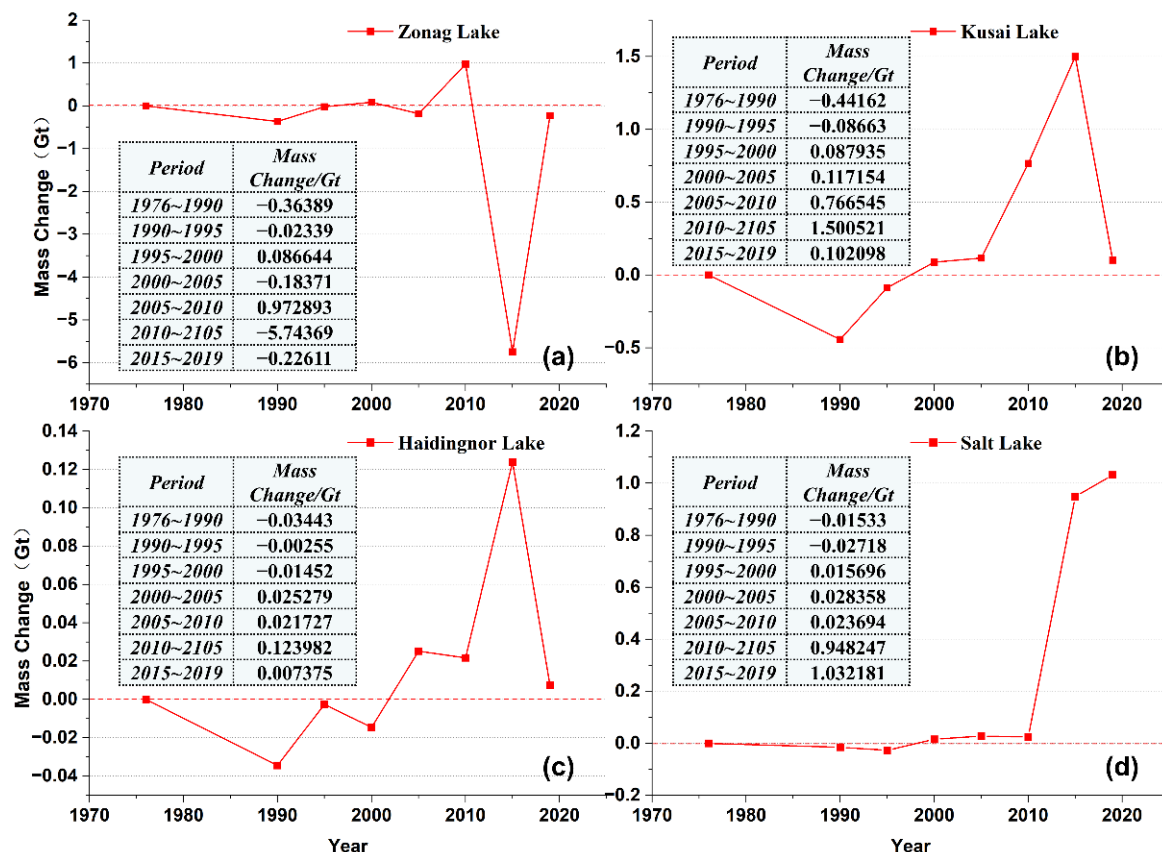 Zonag Lake
Mass Change（Gt）
1
0
−1
−2
−3
−4
−5
−6
Period Mass Change/Gt
1976~1990 −0.36389
1990~1995 −0.02339
1995~2000 0.086644
2000~2005 −0.18371
2005~2010 0.972893
2010~2105 −5.74369
2015~2019 −0.22611
(a)
1970 1980 1990 2000 2010 2020
Kusai Lake
1.5
1.0
0.5
0.0
−0.5
Period Mass Change/Gt
1976~1990 −0.44162
1990~1995 −0.08663
1995~2000 0.087935
2000~2005 0.117154
2005~2010 0.766545
2010~2105 1.500521
2015~2019 0.102098
(b)
1970 1980 1990 2000 2010 2020
Haidingnor Lake
Mass Change（Gt）
0.14
0.12
0.10
0.08
0.06
0.04
0.02
0.00
−0.02
−0.04
Period Mass Change/Gt
1976~1990 −0.03443
1990~1995 −0.00255
1995~2000 −0.01452
2000~2005 0.025279
2005~2010 0.021727
2010~2105 0.123982
2015~2019 0.007375
(c)
1970 1980 1990 2000 2010 2020
Year
Salt Lake
1.2
1.0
0.8
0.6
0.4
0.2
0.0
−0.2
Period Mass Change/Gt
1976~1990 −0.01533
1990~1995 −0.02718
1995~2000 0.015696
2000~2005 0.028358
2005~2010 0.023694
2010~2105 0.948247
2015~2019 1.032181
(d)
1970 1980 1990 2000 2010 2020
Year